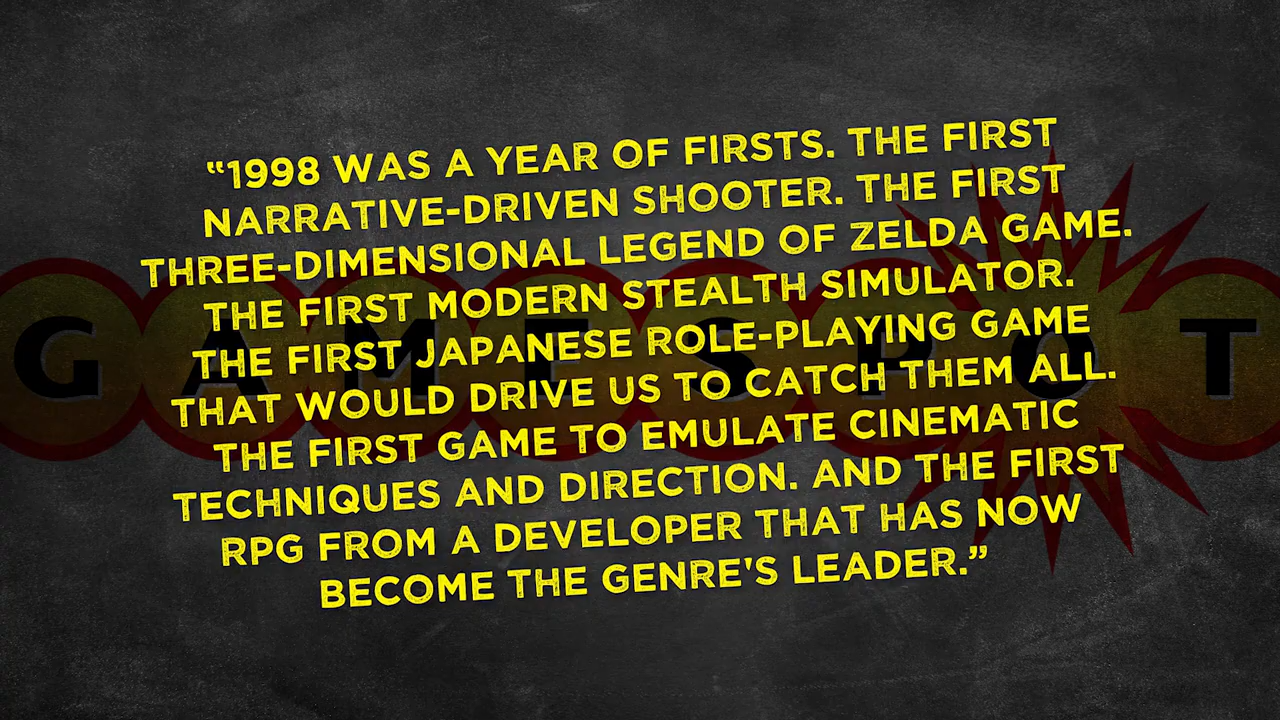 “1998 WAS A YEAR OF FIRSTS. THE FIRST
NARRATIVE-DRIVEN SHOOTER. THE FIRST
THREE-DIMENSIONAL LEGEND OF ZELDA GAME.
THE FIRST MODERN STEALTH SIMULATOR.
THE FIRST JAPANESE ROLE-PLAYING GAME
THAT WOULD DRIVE US TO CATCH THEM ALL.
THE FIRST GAME TO EMULATE CINEMATIC
TECHNIQUES AND DIRECTION. AND THE FIRST
RPG FROM A DEVELOPER THAT HAS NOW
BECOME THE GENRE'S LEADER.”
GAMESPOT